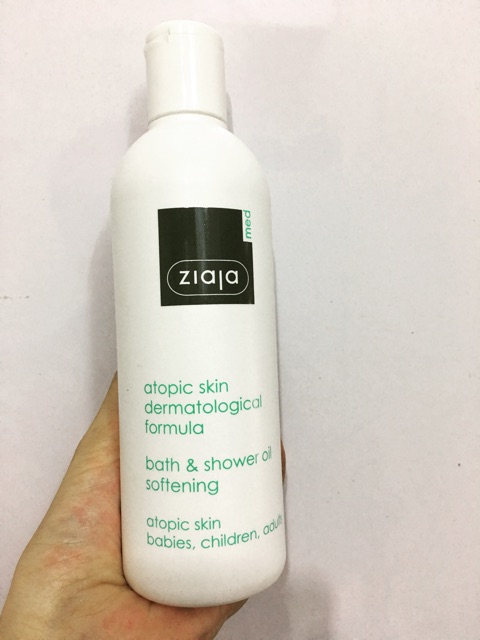 med
ziaja
atopic skin
dermatological
formula
bath & shower oil
softening
atopic skin
babies, children, adults